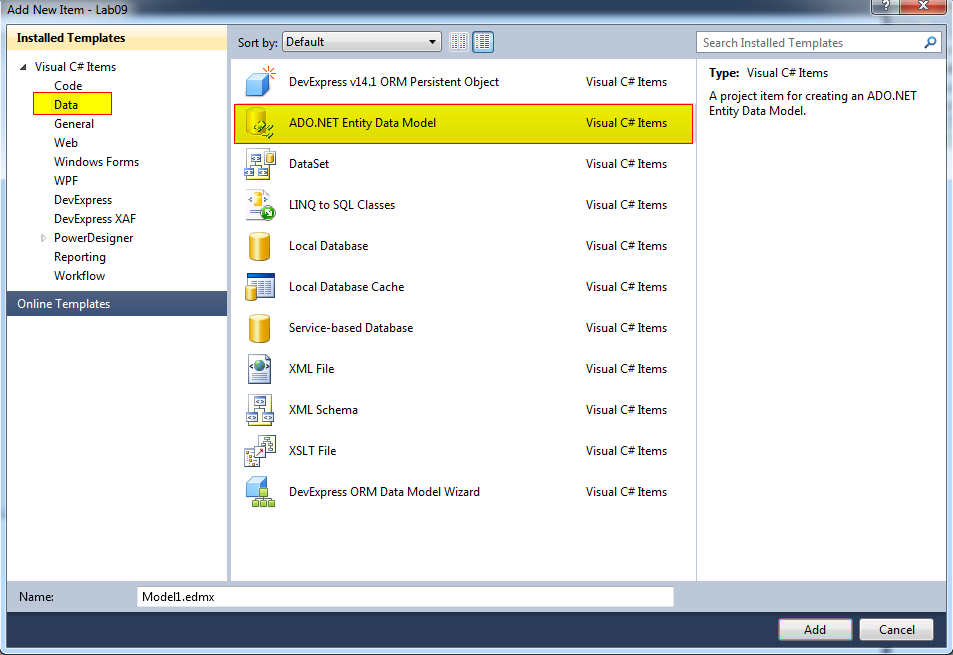 Add New Item - Lab09
?
Installed Templates
Visual C# Items
Code
Data
General
Web
Windows Forms
WPF
DevExpress
DevExpress XAF
PowerDesigner
Reporting
Workflow
Online Templates
Sort by: Default
Search Installed Templates
DevExpress v14.1 ORM Persistent Object Visual C# Items
ADO.NET Entity Data Model Visual C# Items
DataSet Visual C# Items
LINQ to SQL Classes Visual C# Items
Local Database Visual C# Items
Local Database Cache Visual C# Items
Service-based Database Visual C# Items
XML File Visual C# Items
XML Schema Visual C# Items
XSLT File Visual C# Items
DevExpress ORM Data Model Wizard Visual C# Items
Type: Visual C# Items
A project item for creating an ADO.NET
Entity Data Model.
Name: Model1.edmx
Add Cancel